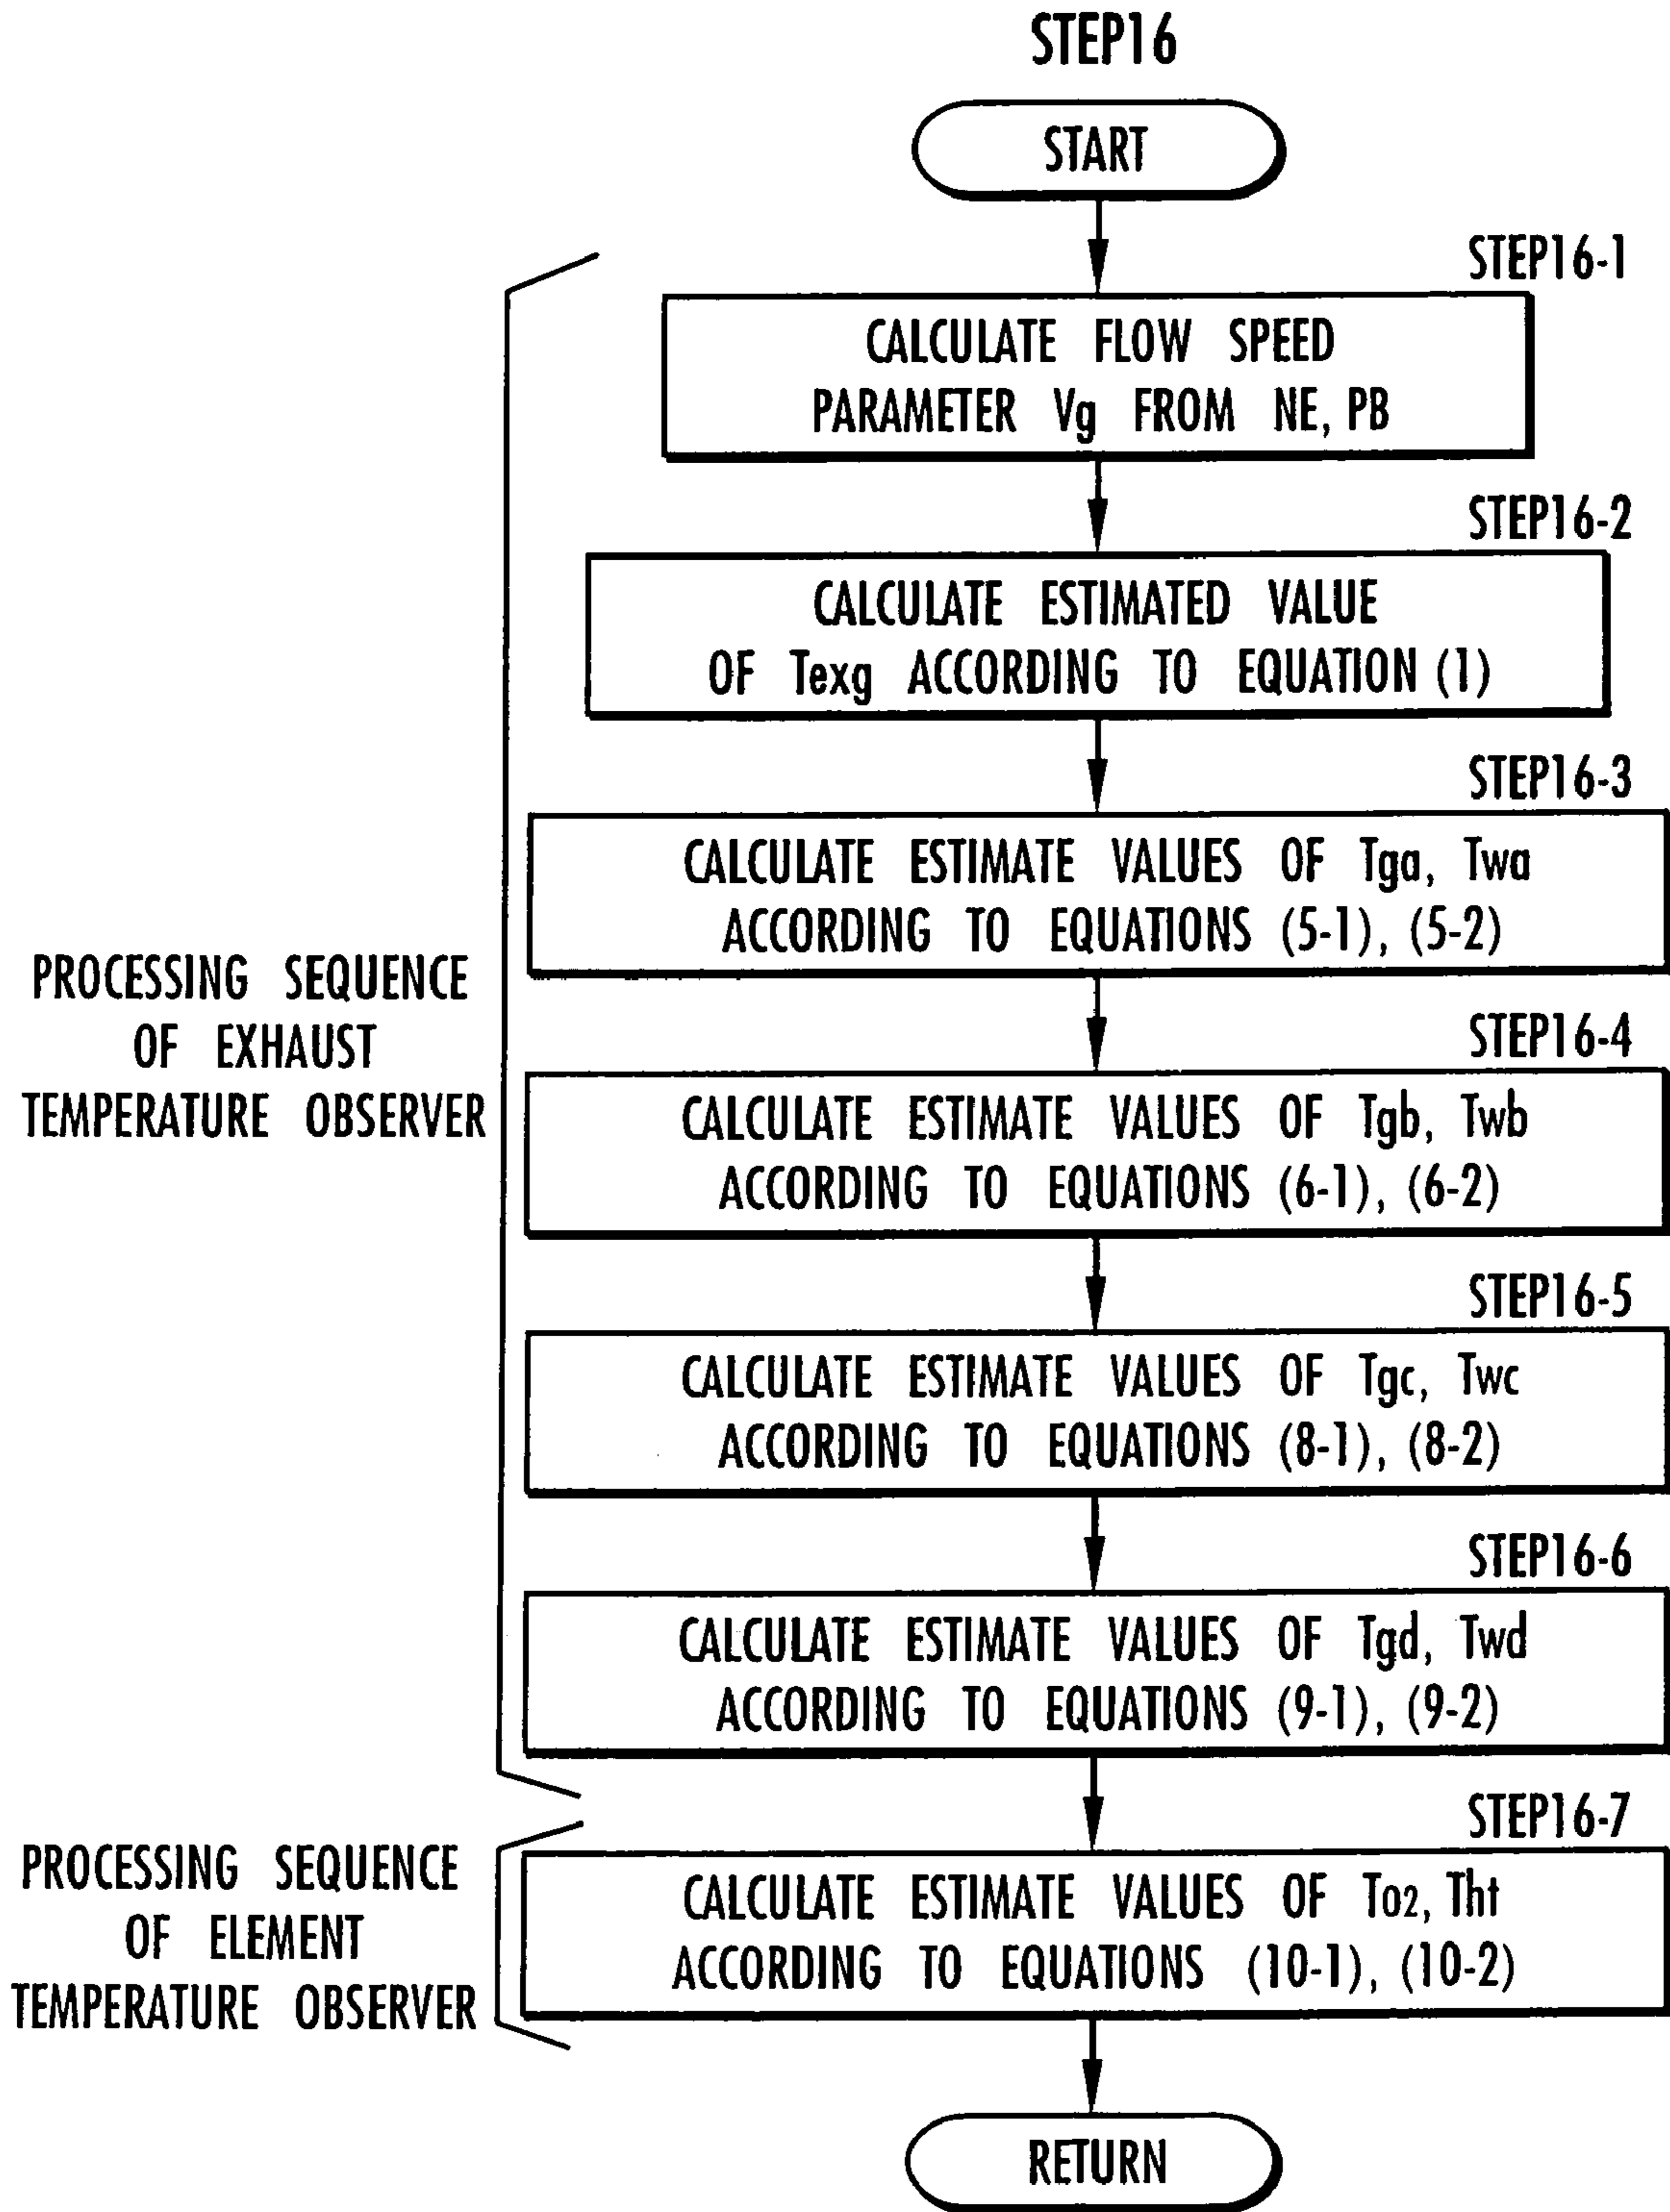 STEP16
START
STEP16-1
CALCULATE FLOW SPEED
PARAMETER Vg FROM NE, PB
STEP16-2
CALCULATE ESTIMATED VALUE
OF Texg ACCORDING TO EQUATION (1)
STEP16-3
CALCULATE ESTIMATE VALUES OF Tga, Twa
ACCORDING TO EQUATIONS (5-1), (5-2)
PROCESSING SEQUENCE
OF EXHAUST
TEMPERATURE OBSERVER
STEP16-4
CALCULATE ESTIMATE VALUES OF Tgb, Twb
ACCORDING TO EQUATIONS (6-1), (6-2)
STEP16-5
CALCULATE ESTIMATE VALUES OF Tgc, Twc
ACCORDING TO EQUATIONS (8-1), (8-2)
STEP16-6
CALCULATE ESTIMATE VALUES OF Tgd, Twd
ACCORDING TO EQUATIONS (9-1), (9-2)
STEP16-7
PROCESSING SEQUENCE
OF ELEMENT
TEMPERATURE OBSERVER
CALCULATE ESTIMATE VALUES OF To2, Tht
ACCORDING TO EQUATIONS (10-1), (10-2)
RETURN